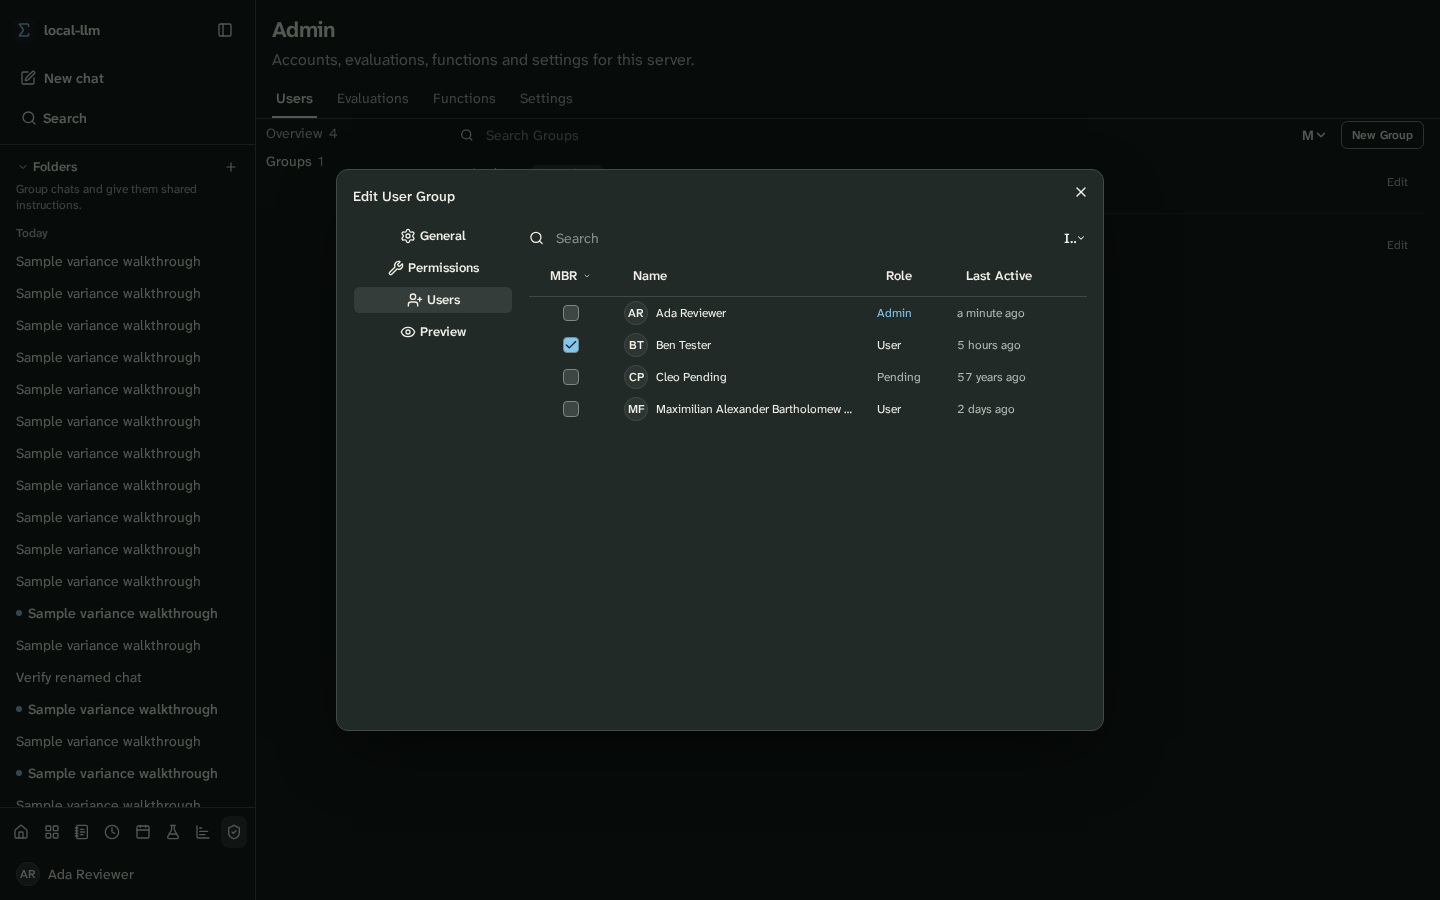 local-llm
New chat
Search
Folders
Group chats and give them shared
instructions.
Today
Sample variance walkthrough
Sample variance walkthrough
Sample variance walkthrough
Sample variance walkthrough
Sample variance walkthrough
Sample variance walkthrough
Sample variance walkthrough
Sample variance walkthrough
Sample variance walkthrough
Sample variance walkthrough
Sample variance walkthrough
Sample variance walkthrough
Sample variance walkthrough
Verify renamed chat
Sample variance walkthrough
Sample variance walkthrough
Sample variance walkthrough
Sample variance walkthrough
AR Ada Reviewer
Admin
Accounts, evaluations, functions and settings for this server.
Users Evaluations Functions Settings
Overview 4
Groups 1
Search Groups M New Group
Edit
Edit
Edit User Group
General
Permissions
Users
Preview
Search I..
MBR Name Role Last Active
AR Ada Reviewer Admin a minute ago
BT Ben Tester User 5 hours ago
CP Cleo Pending Pending 57 years ago
MF Maximilian Alexander Bartholomew ... User 2 days ago